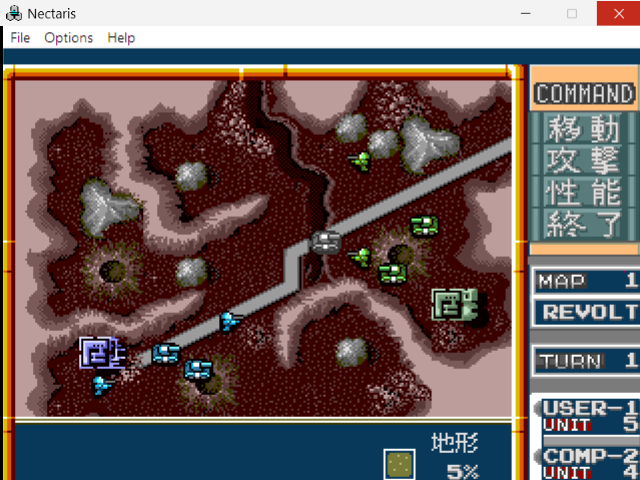 Nectaris
File Options Help
COMMAND
移動
攻撃
性能
終了
MAP 1
REVOLT
TURN 1
USER-1
UNIT 5
COMP-2
UNIT 4
地形
5%